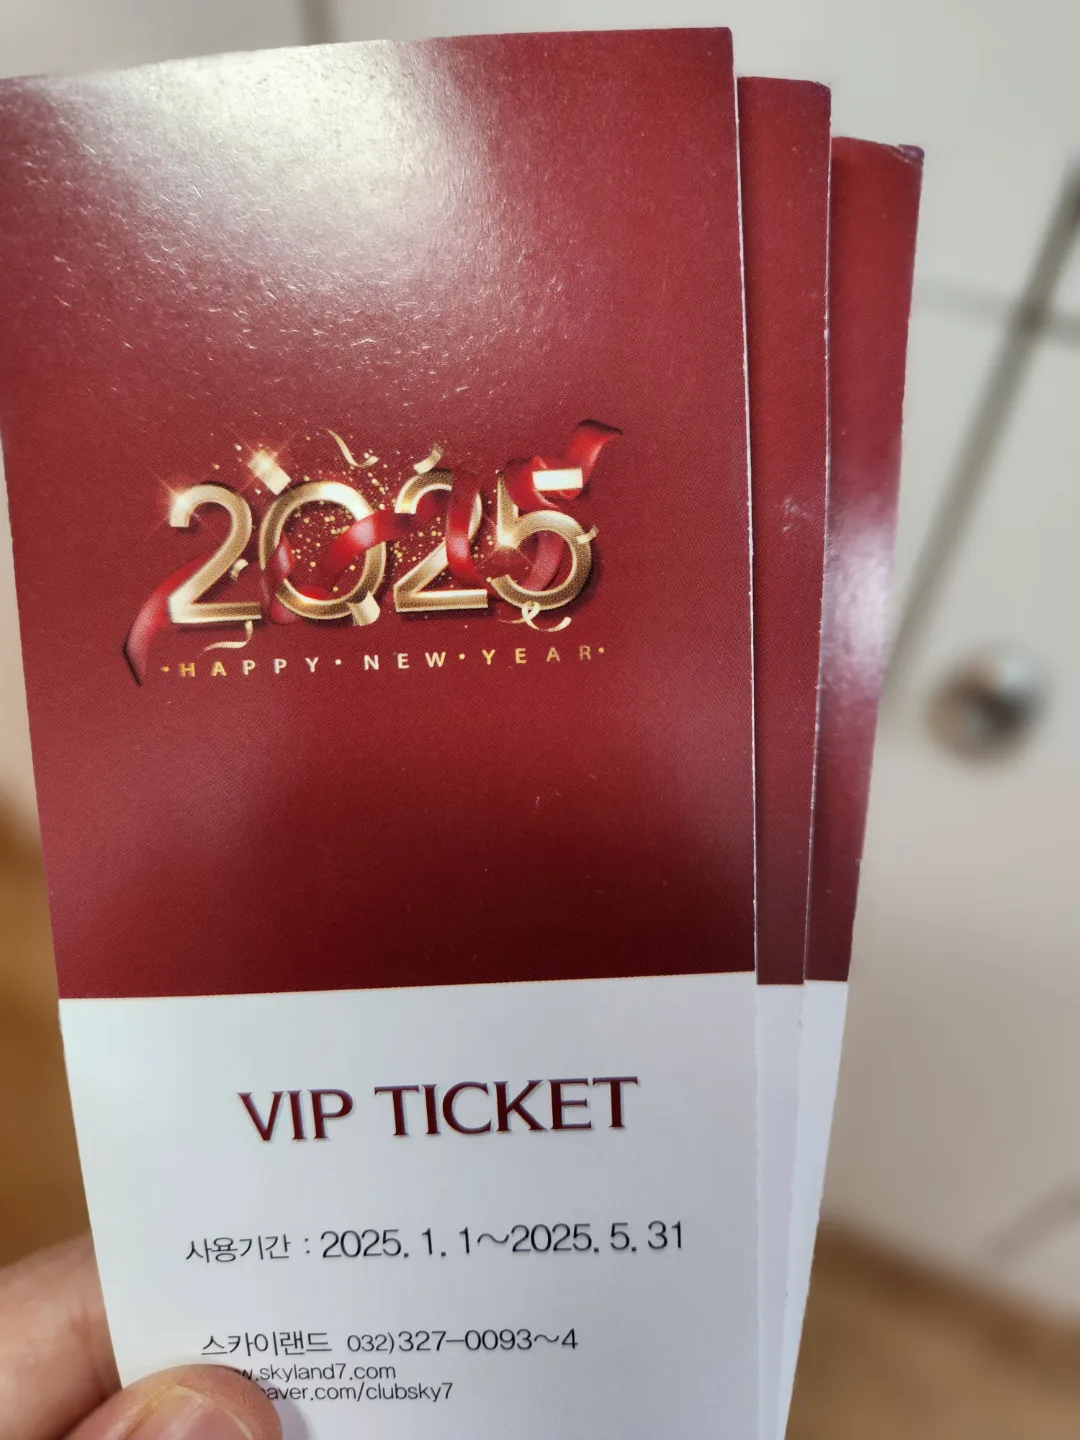 2025
·HAPPY·NEW·YEAR·
VIP TICKET
사용기간 : 2025. 1. 1~2025. 5. 31
스카이랜드 032)327-0093~4
w.skyland7.com
aver.com/clubsky7